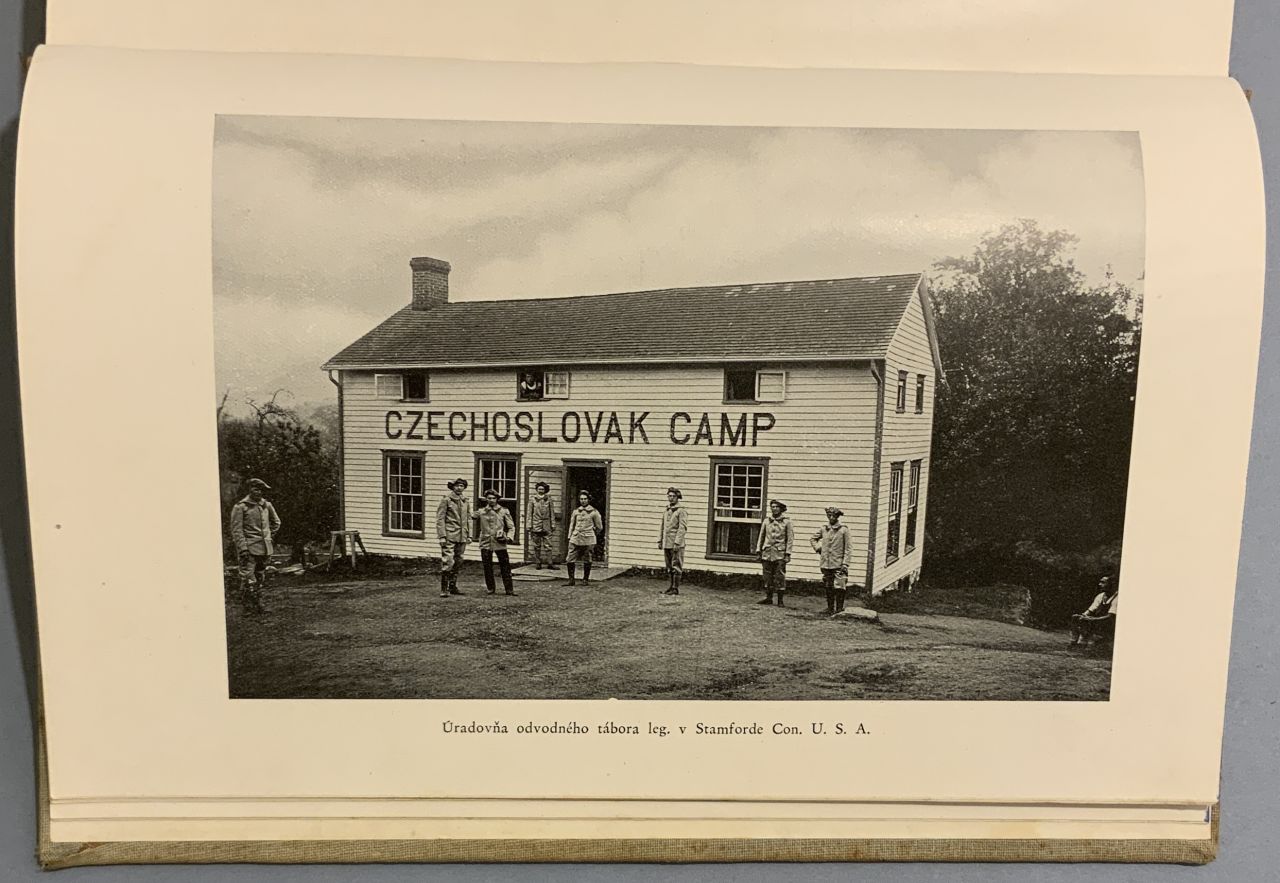 CZECHOSLOVAK CAMP
Úradovňa odvodného tábora leg. v Stamforde Con. U. S. A.